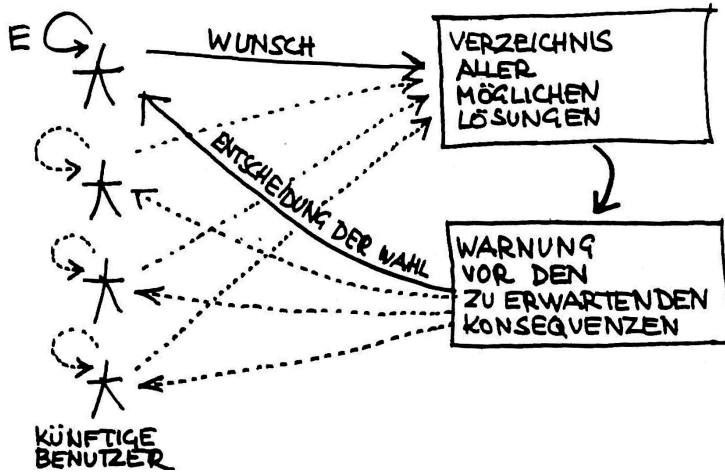 E
WUNSCH
VERZEICHNIS
ALLER
MÖGLICHEN
LÖSUNGEN
ENTSCHEIDUNG DER WAHL
WARNUNG
VOR DEN
ZU ERWARTENDEN
KONSEQUENZEN
KÜNFTIGE
BENUTZER